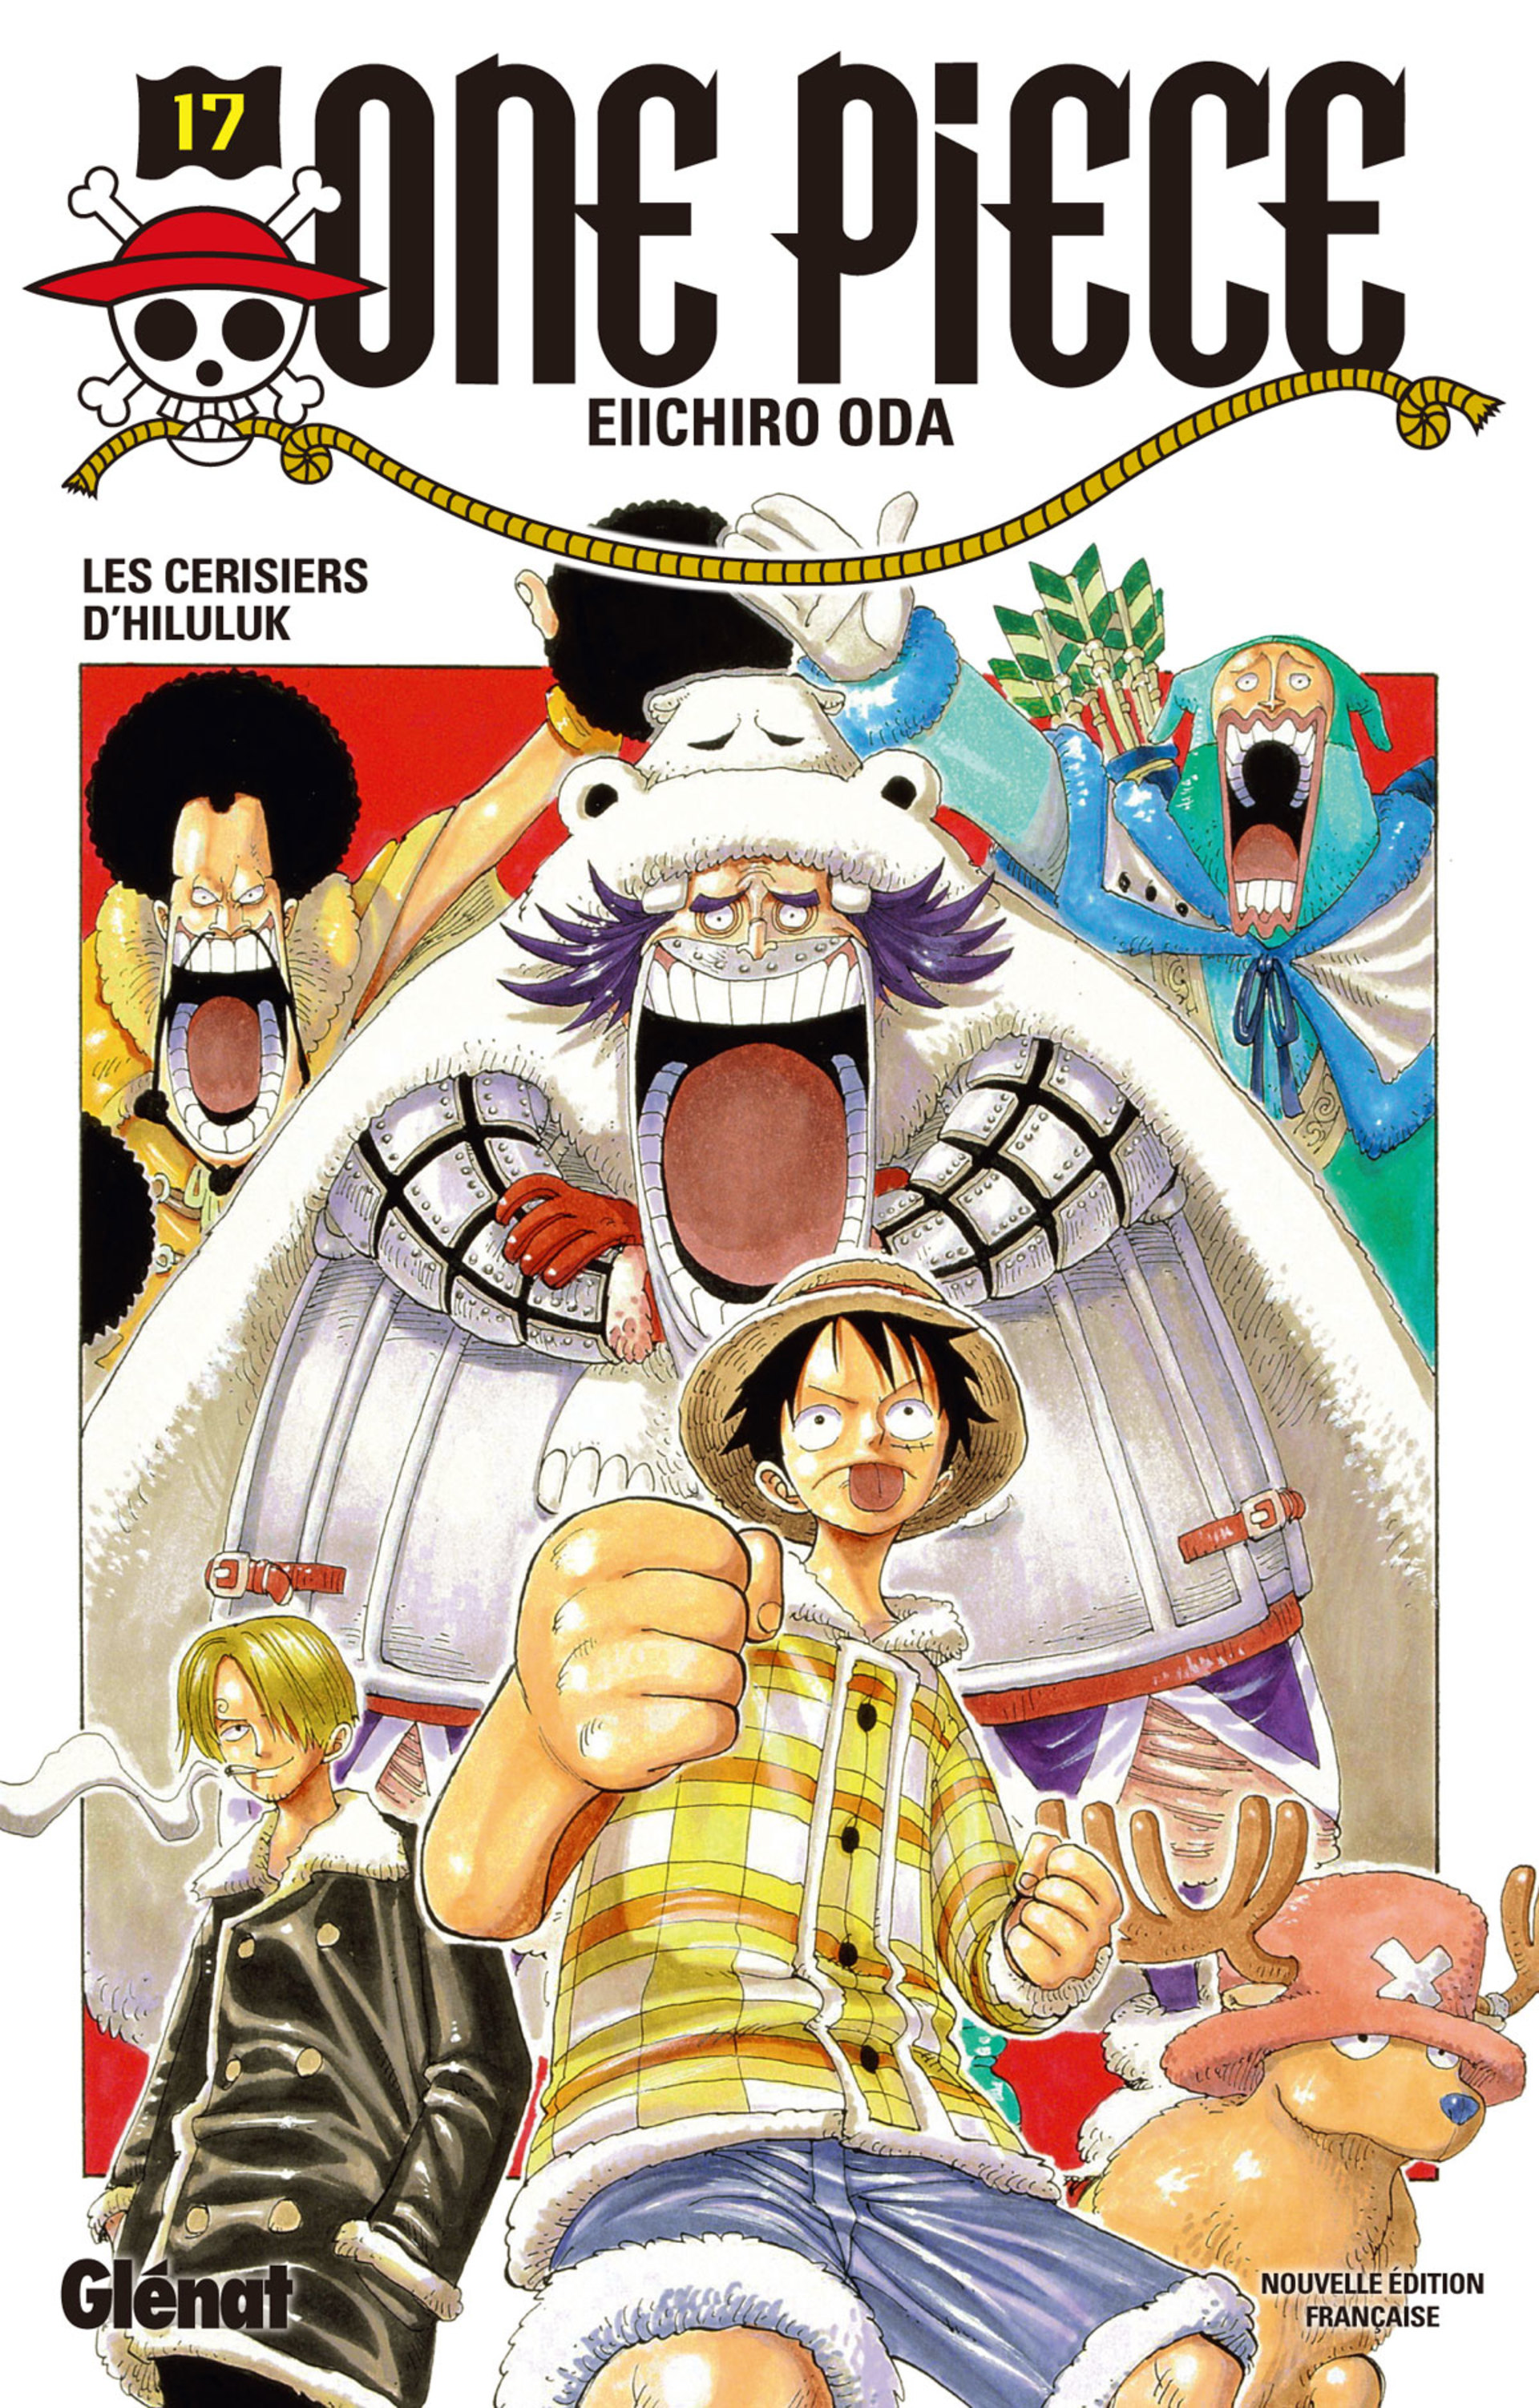 17
ONE PIECE
EIICHIRO ODA
LES CERISIERS
D'HILULUK
Glénat
NOUVELLE ÉDITION
FRANÇAISE